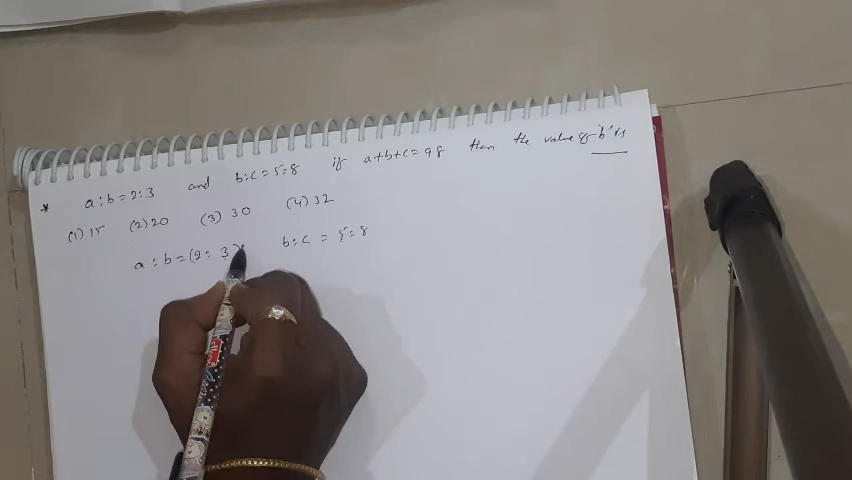 * a:b=2:3 and b:c=5:8 if a+b+c=98 then the value of 'b' is
(1) 15 (2) 20 (3) 30 (4) 32
a:b=(2:3)x b:c = 5:8